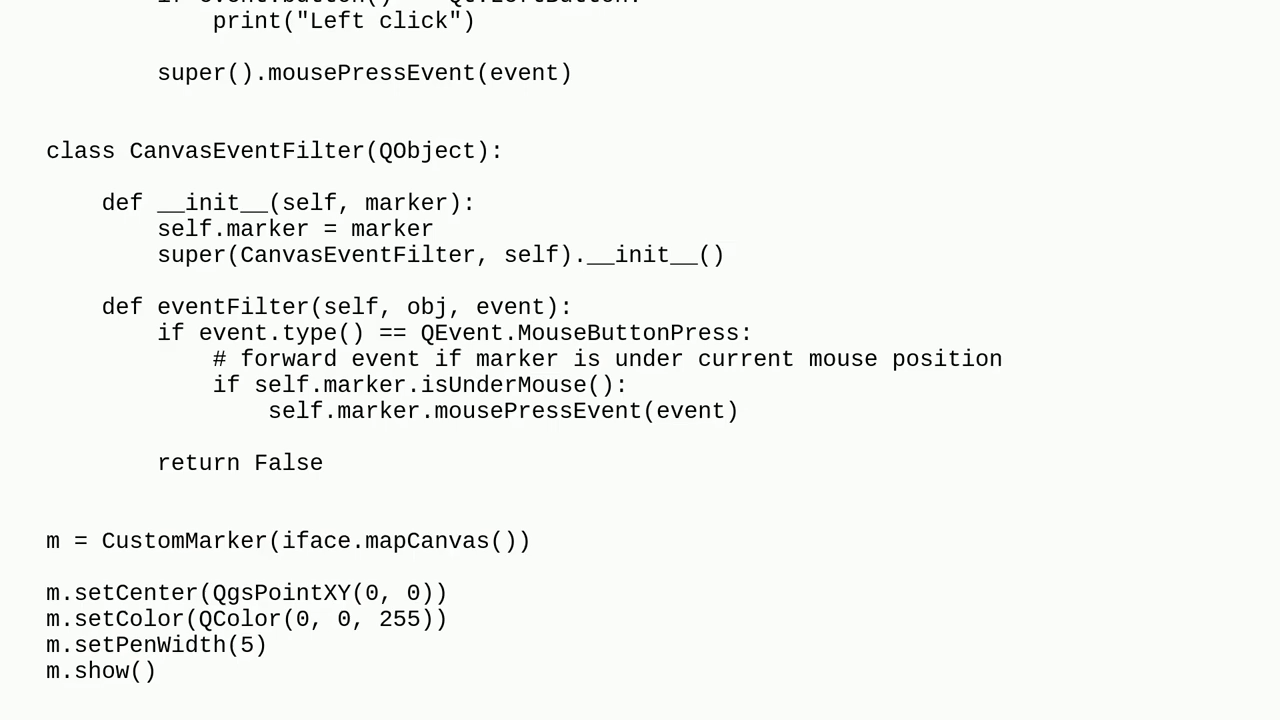 print("Left click")
super().mousePressEvent(event)
class CanvasEventFilter(QObject):
def __init__(self, marker):
self.marker = marker
super(CanvasEventFilter, self).__init__()
def eventFilter(self, obj, event):
if event.type() == QEvent.MouseButtonPress:
# forward event if marker is under current mouse position
if self.marker.isUnderMouse():
self.marker.mousePressEvent(event)
return False
m = CustomMarker(iface.mapCanvas())
m.setCenter(QgsPointXY(0, 0))
m.setColor(QColor(0, 0, 255))
m.setPenWidth(5)
m.show()